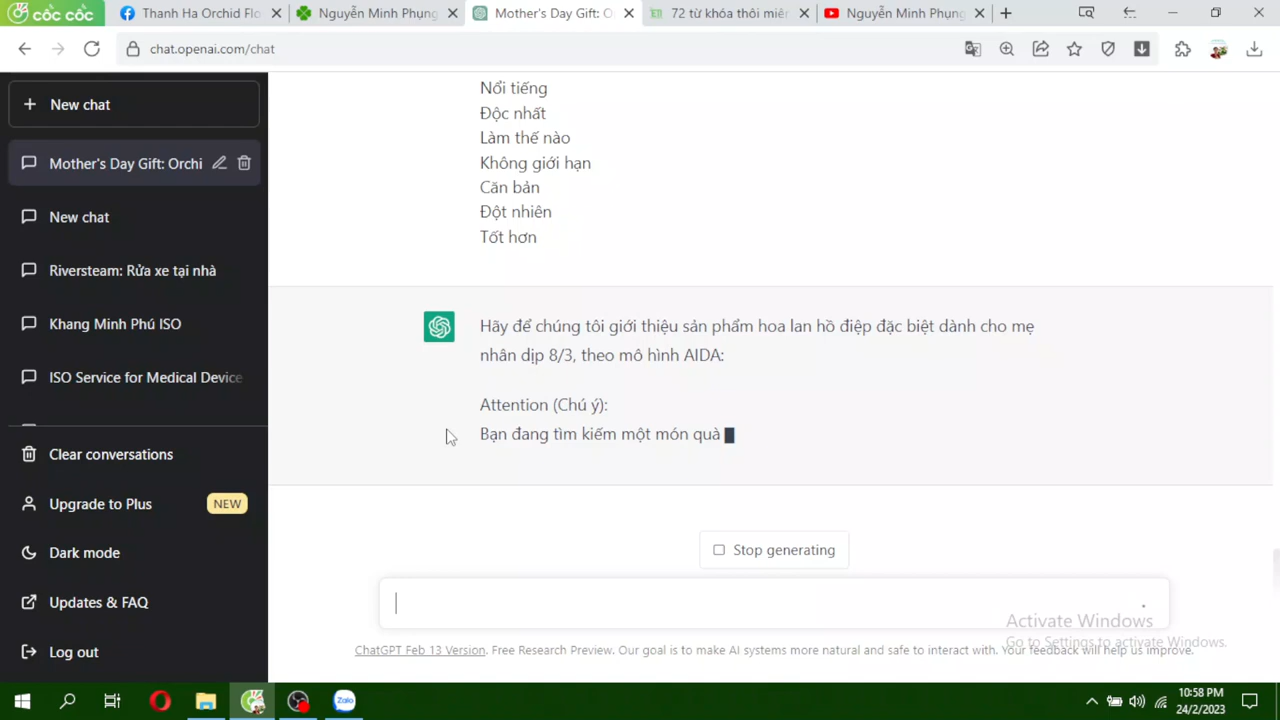 cốc cốc
Thanh Ha Orchid Flo
Nguyễn Minh Phụng
Mother's Day Gift: O
72 từ khóa thôi miên
Nguyễn Minh Phụng
chat.openai.com/chat
New chat
Mother's Day Gift: Orchi
New chat
Riversteam: Rửa xe tại nhà
Khang Minh Phú ISO
ISO Service for Medical Device
Clear conversations
Upgrade to Plus
NEW
Dark mode
Updates & FAQ
Log out
Nổi tiếng
Độc nhất
Làm thế nào
Không giới hạn
Căn bản
Đột nhiên
Tốt hơn
Hãy để chúng tôi giới thiệu sản phẩm hoa lan hồ điệp đặc biệt dành cho mẹ
nhân dịp 8/3, theo mô hình AIDA:
Attention (Chú ý):
Bạn đang tìm kiếm một món quà
Stop generating
Activate Windows
Go to Settings to activate Windows.
ChatGPT Feb 13 Version. Free Research Preview. Our goal is to make AI systems more natural and safe to interact with. Your feedback will help us improve.
Zalo
10:58 PM
24/2/2023